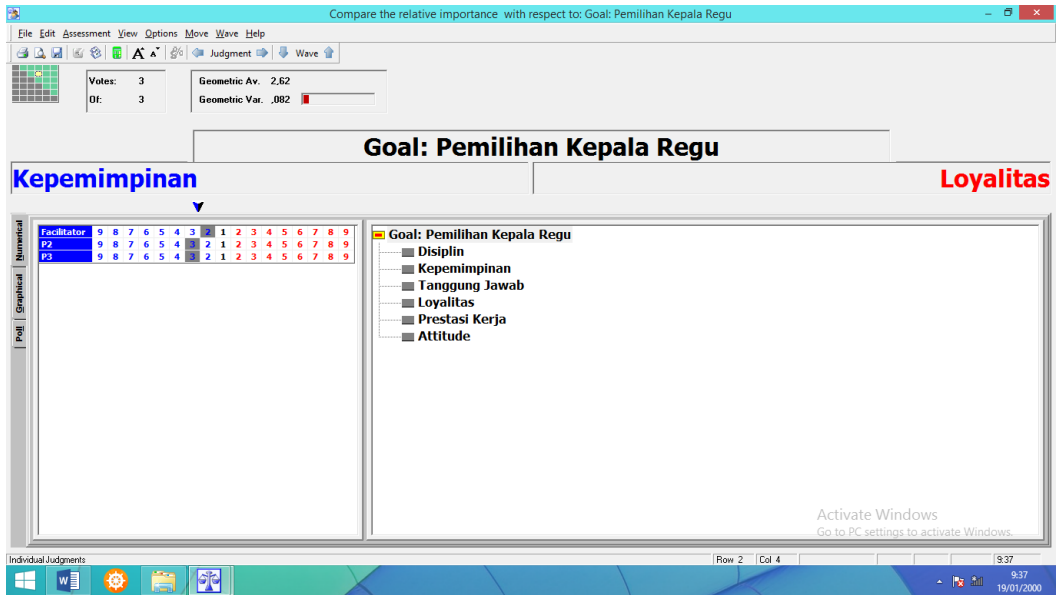 Compare the relative importance with respect to: Goal: Pemilihan Kepala Regu
File Edit Assessment View Options Move Wave Help
A A Judgment Wave
Votes: 3 Geometric Av. 2,62
Of: 3 Geometric Var. ,082
Goal: Pemilihan Kepala Regu
Kepemimpinan Loyalitas
Numerical
Graphical
Poll
Facilitator 9 8 7 6 5 4 3 2 1 2 3 4 5 6 7 8 9
P2 9 8 7 6 5 4 3 2 1 2 3 4 5 6 7 8 9
P3 9 8 7 6 5 4 3 2 1 2 3 4 5 6 7 8 9
Goal: Pemilihan Kepala Regu
Disiplin
Kepemimpinan
Tanggung Jawab
Loyalitas
Prestasi Kerja
Attitude
Activate Windows
Go to PC settings to activate Windows.
Individual Judgments Row 2 Col 4 9:37
9:37
19/01/2000